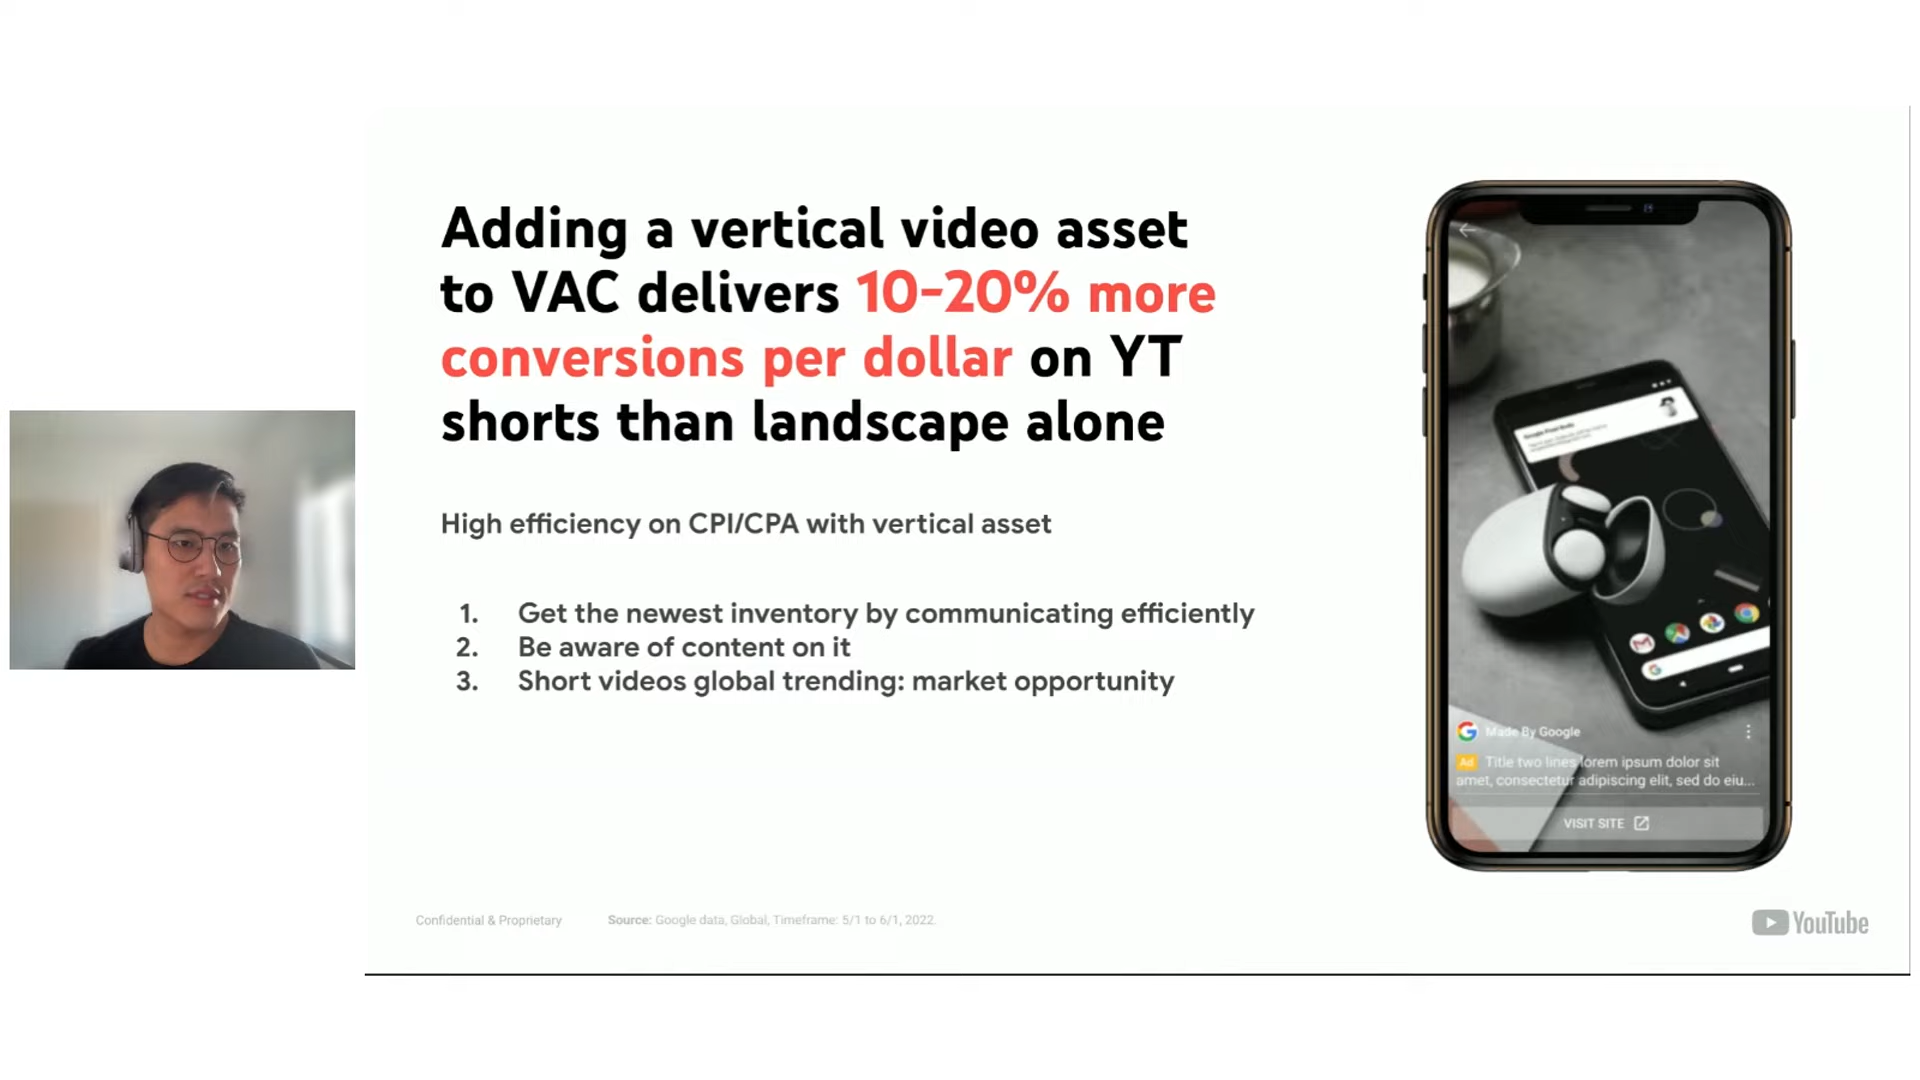 Adding a vertical video asset
to VAC delivers 10-20% more
conversions per dollar on YT
shorts than landscape alone
High efficiency on CPI/CPA with vertical asset
1. Get the newest inventory by communicating efficiently
2. Be aware of content on it
3. Short videos global trending: market opportunity
Made By Google
Ad Title two lines lorem ipsum dolor sit
amet, consectetur adipiscing elit, sed do eiu...
VISIT SITE
Confidential & Proprietary
Source: Google data, Global, Timeframe: 5/1 to 6/1, 2022.
YouTube